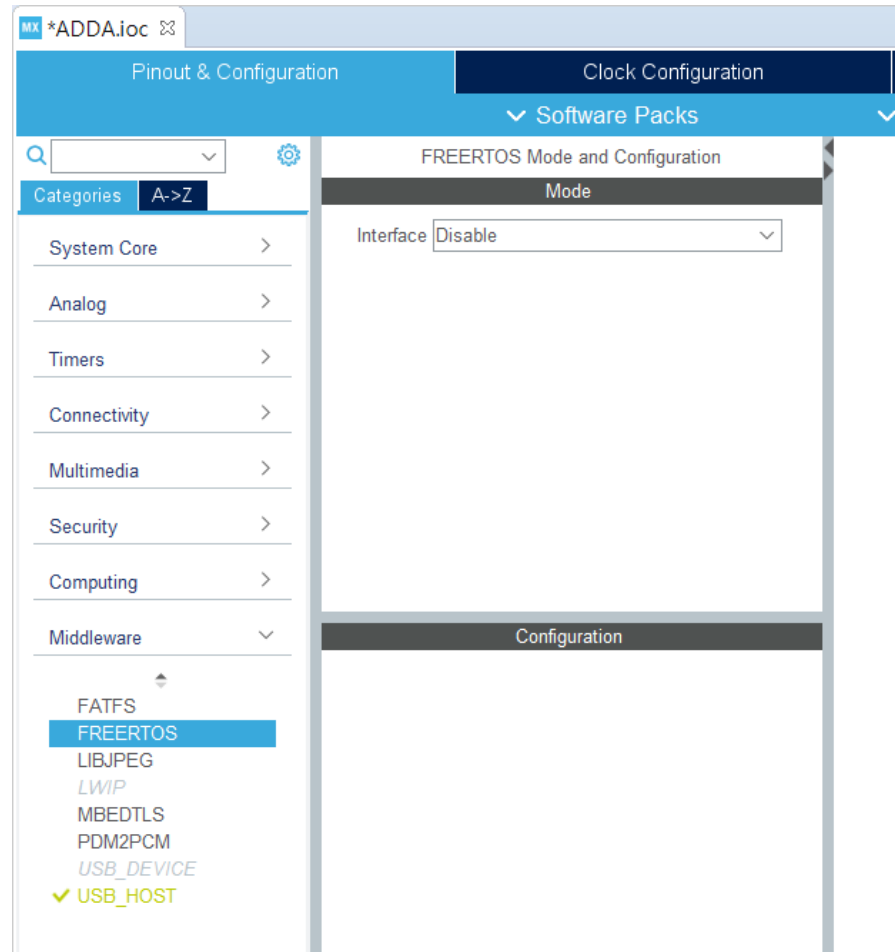 MX *ADDA.ioc
Pinout & Configuration
Clock Configuration
Software Packs
FREERTOS Mode and Configuration
Categories
A->Z
Mode
Interface Disable
System Core
Analog
Timers
Connectivity
Multimedia
Security
Computing
Middleware
Configuration
FATFS
FREERTOS
LIBJPEG
LWIP
MBEDTLS
PDM2PCM
USB_DEVICE
USB_HOST